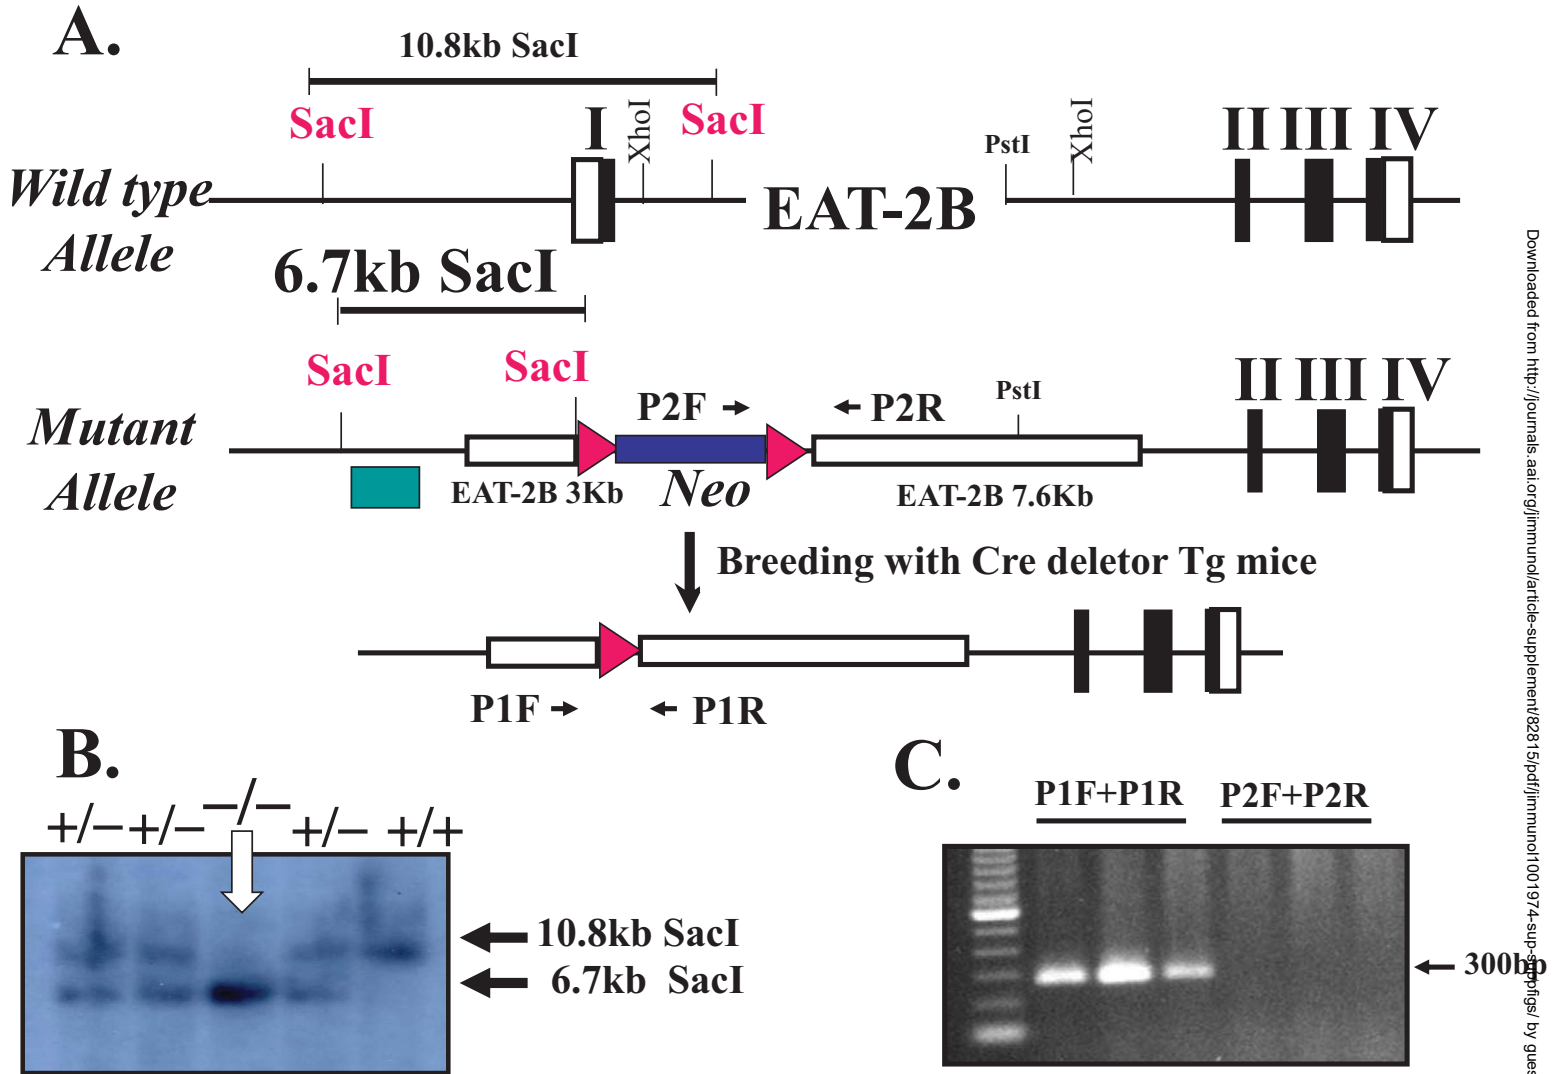 A.
10.8kb SacI
SacI
I
XhoI
SacI
PstI
XhoI
II III IV
Wild type
Allele
EAT-2B
6.7kb SacI
SacI
SacI
P2F
P2R
PstI
II III IV
Mutant
Allele
EAT-2B 3Kb
Neo
EAT-2B 7.6Kb
Breeding with Cre deletor Tg mice
P1F
P1R
B.
+/− +/− −/− +/− +/+
10.8kb SacI
6.7kb SacI
C.
P1F+P1R P2F+P2R
300bp
Downloaded from http://journals.aai.org/jimmunol/article-supplement/82815/pdf/jimmunol1001974-sup-suppfigs/ by gues